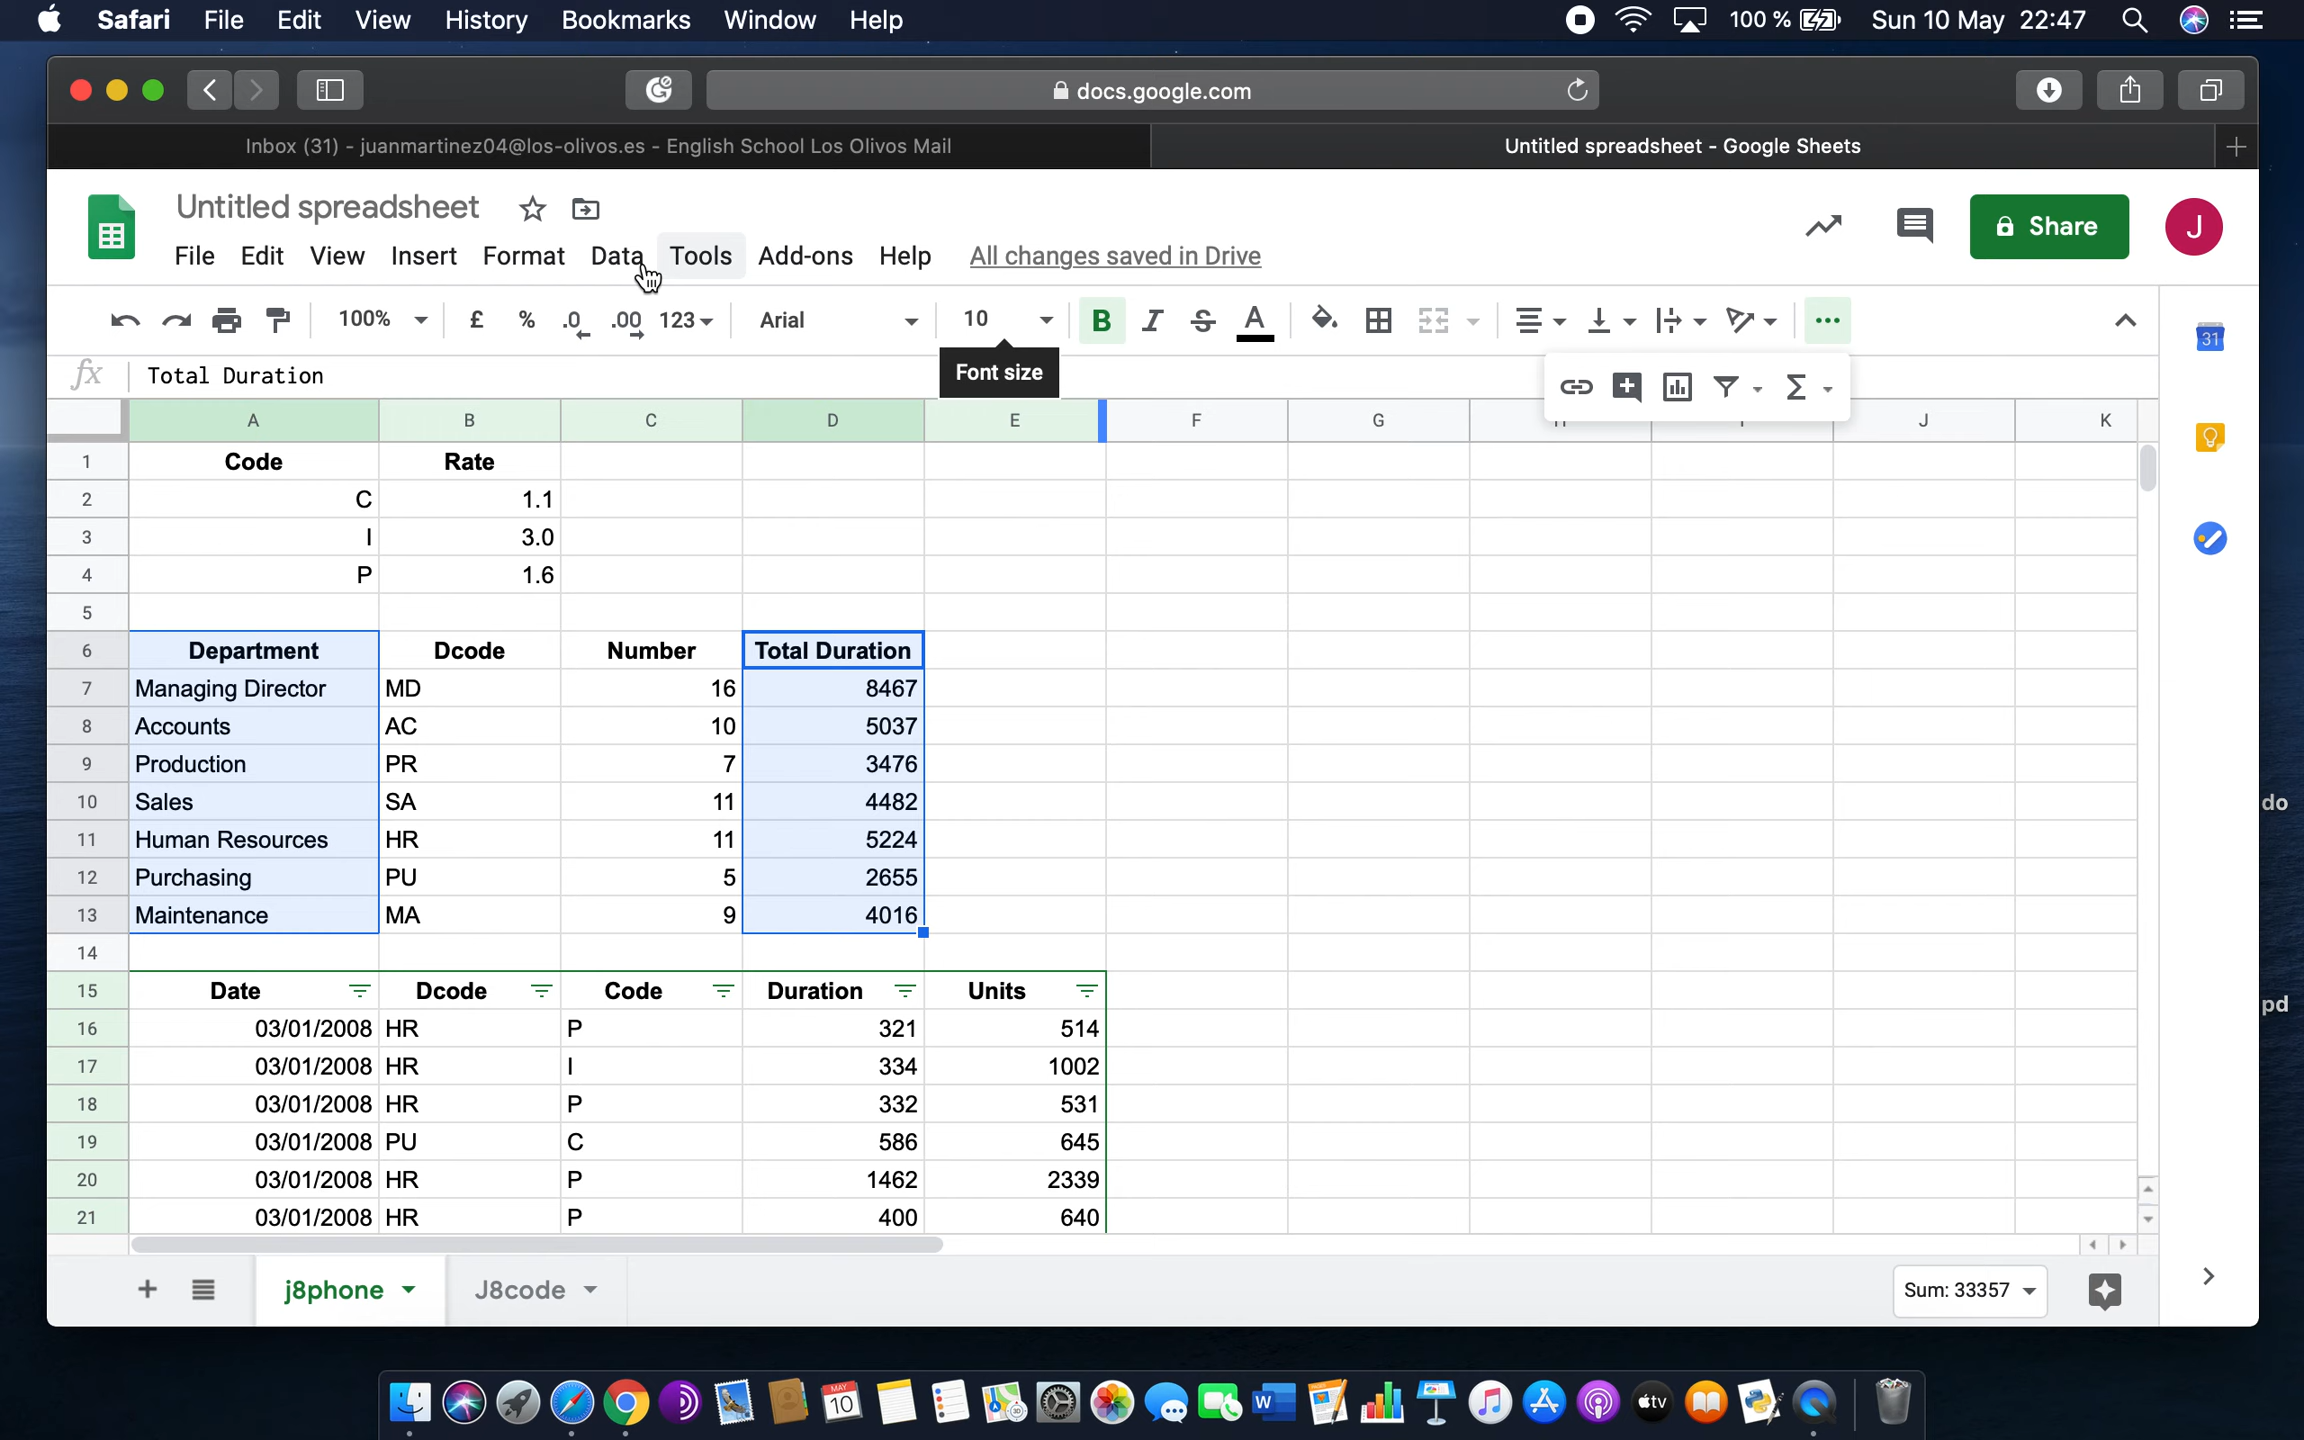 Safari File Edit View History Bookmarks Window Help 100 % Sun 10 May 22:47
docs.google.com
Inbox (31) - juanmartinez04@los-olivos.es - English School Los Olivos Mail Untitled spreadsheet - Google Sheets
Untitled spreadsheet
File Edit View Insert Format Data Tools Add-ons Help All changes saved in Drive
Share J
100% £ % .0 .00 123 Arial 10 B I S A
Font size
fx Total Duration
31
A B C D E F G H I J K
1 Code Rate
2 C 1.1
3 I 3.0
4 P 1.6
5
6 Department Dcode Number Total Duration
7 Managing Director MD 16 8467
8 Accounts AC 10 5037
9 Production PR 7 3476
10 Sales SA 11 4482
11 Human Resources HR 11 5224
12 Purchasing PU 5 2655
13 Maintenance MA 9 4016
14
15 Date Dcode Code Duration Units
16 03/01/2008 HR P 321 514
17 03/01/2008 HR I 334 1002
18 03/01/2008 HR P 332 531
19 03/01/2008 PU C 586 645
20 03/01/2008 HR P 1462 2339
21 03/01/2008 HR P 400 640
do
pd
j8phone J8code Sum: 33357
MAY 10 W tv